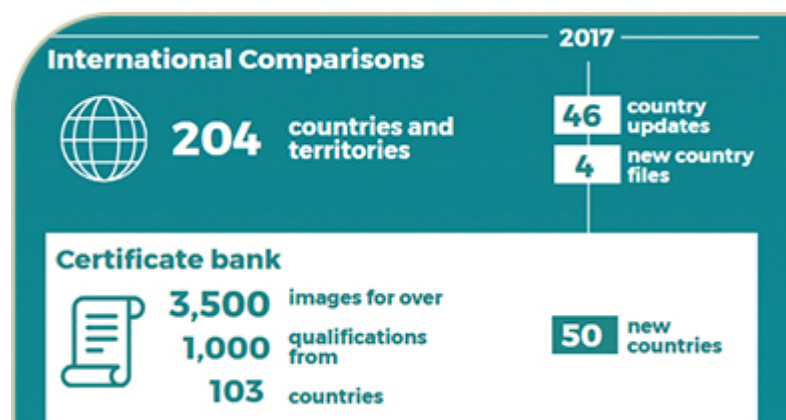 2017
International Comparisons
204 countries and
territories
46 country
updates
4 new country
files
Certificate bank
3,500 images for over
1,000 qualifications
from
103 countries
50 new
countries